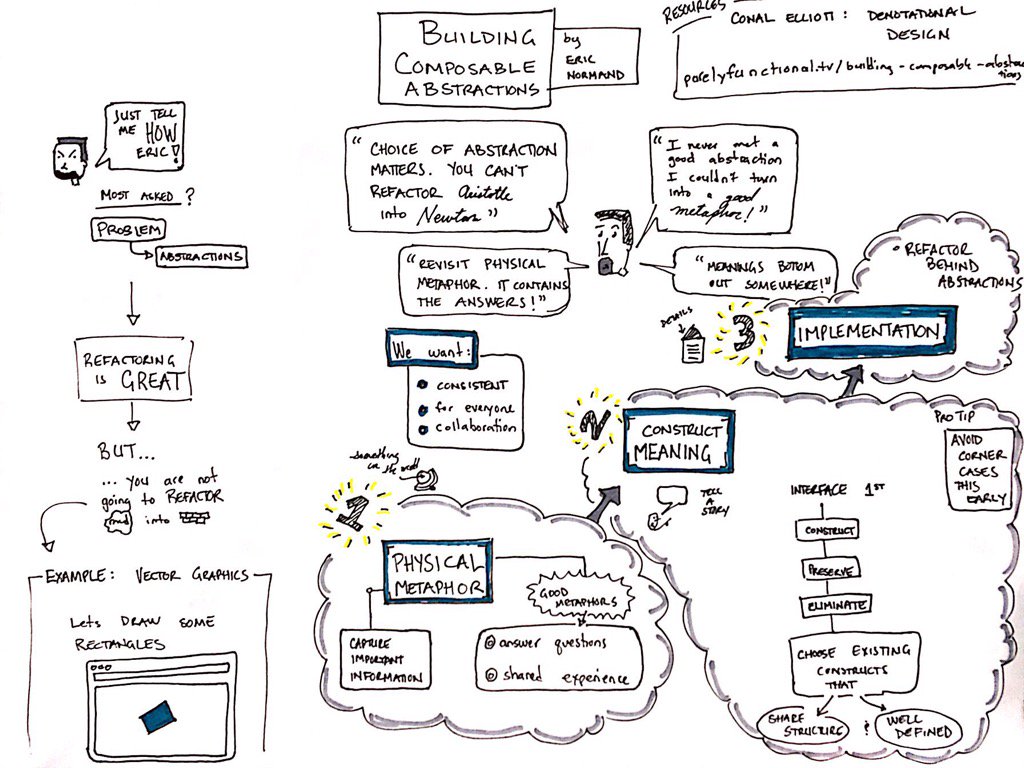 BUILDING
COMPOSABLE
ABSTRACTIONS
by
ERIC
NORMAND
RESOURCES
CONAL ELLIOTT : DENOTATIONAL
DESIGN
purelyfunctional.tv/building-composable-abstrac
tions
JUST TELL
ME HOW
ERIC!
MOST ASKED ?
PROBLEM
ABSTRACTIONS
REFACTORING
IS GREAT
BUT...
... you are not
going to REFACTOR
mud into
EXAMPLE: VECTOR GRAPHICS
LETS DRAW SOME
RECTANGLES
"CHOICE OF ABSTRACTION
MATTERS. YOU CAN'T
REFACTOR Aristotle
into Newton"
"I never met a
good abstraction
I couldn't turn
into a good
metaphor!"
"REVISIT PHYSICAL
METAPHOR. IT CONTAINS
THE ANSWERS!"
"MEANINGS BOTOM
OUT SOMEWHERE!"
We want:
CONSISTENT
for everyone
collaboration
something
in the world
1
PHYSICAL
METAPHOR
CAPTURE
IMPORTANT
INFORMATION
GOOD
METAPHORS
answer questions
shared experience
2
CONSTRUCT
MEANING
TELL
A
STORY
INTERFACE 1ST
CONSTRUCT
PRESERVE
ELIMINATE
CHOOSE EXISTING
CONSTRUCTS
THAT
SHARE
STRUCTURE
&
WELL
DEFINED
PRO TIP
AVOID
CORNER
CASES
THIS
EARLY
DETAILS
3
IMPLEMENTATION
REFACTOR
BEHIND
ABSTRACTIONS